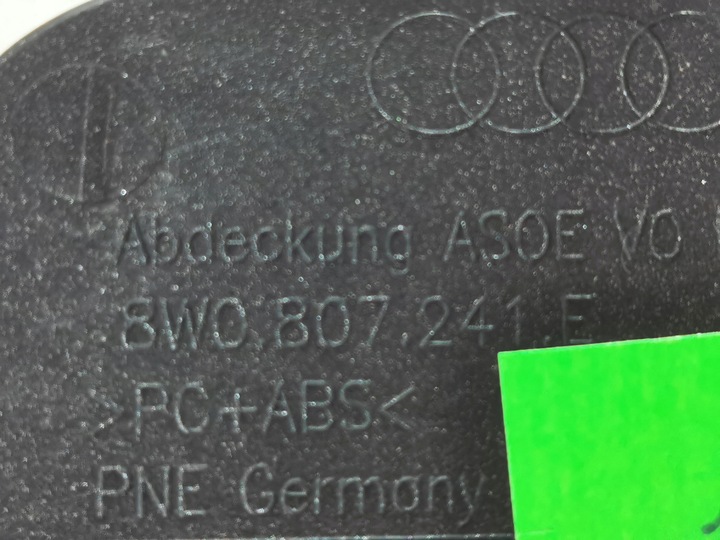 Abdeckung ASOE VO
8W0.807.241.E
>PC+ABS<
PNE Germany